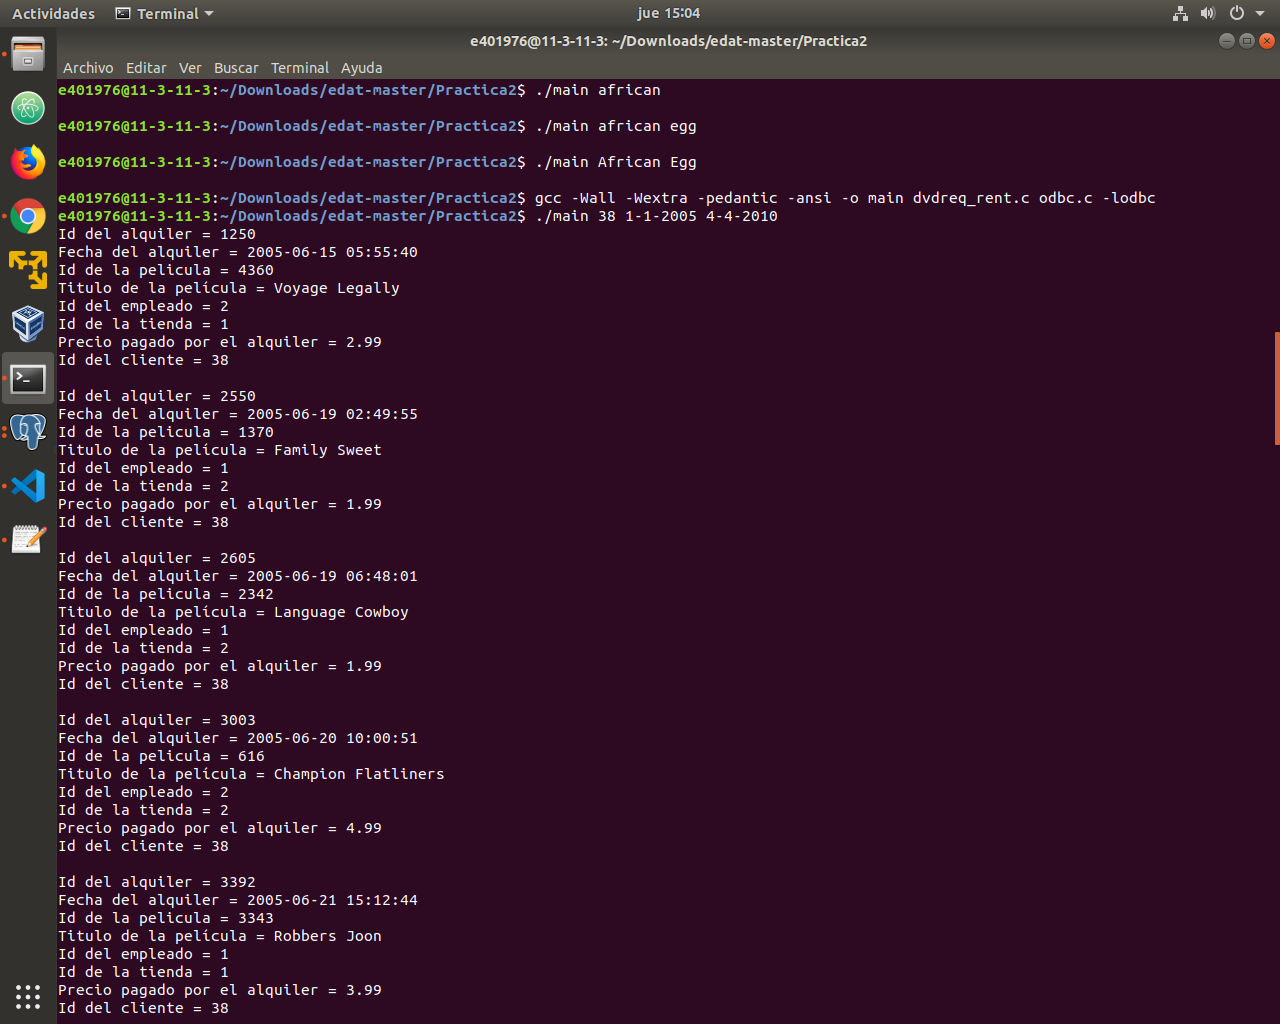 Actividades Terminal jue 15:04
e401976@11-3-11-3: ~/Downloads/edat-master/Practica2
Archivo Editar Ver Buscar Terminal Ayuda
e401976@11-3-11-3:~/Downloads/edat-master/Practica2$ ./main african
e401976@11-3-11-3:~/Downloads/edat-master/Practica2$ ./main african egg
e401976@11-3-11-3:~/Downloads/edat-master/Practica2$ ./main African Egg
e401976@11-3-11-3:~/Downloads/edat-master/Practica2$ gcc -Wall -Wextra -pedantic -ansi -o main dvdreq_rent.c odbc.c -lodbc
e401976@11-3-11-3:~/Downloads/edat-master/Practica2$ ./main 38 1-1-2005 4-4-2010
Id del alquiler = 1250
Fecha del alquiler = 2005-06-15 05:55:40
Id de la pelicula = 4360
Titulo de la película = Voyage Legally
Id del empleado = 2
Id de la tienda = 1
Precio pagado por el alquiler = 2.99
Id del cliente = 38
Id del alquiler = 2550
Fecha del alquiler = 2005-06-19 02:49:55
Id de la pelicula = 1370
Titulo de la película = Family Sweet
Id del empleado = 1
Id de la tienda = 2
Precio pagado por el alquiler = 1.99
Id del cliente = 38
Id del alquiler = 2605
Fecha del alquiler = 2005-06-19 06:48:01
Id de la pelicula = 2342
Titulo de la película = Language Cowboy
Id del empleado = 1
Id de la tienda = 2
Precio pagado por el alquiler = 1.99
Id del cliente = 38
Id del alquiler = 3003
Fecha del alquiler = 2005-06-20 10:00:51
Id de la pelicula = 616
Titulo de la película = Champion Flatliners
Id del empleado = 2
Id de la tienda = 2
Precio pagado por el alquiler = 4.99
Id del cliente = 38
Id del alquiler = 3392
Fecha del alquiler = 2005-06-21 15:12:44
Id de la pelicula = 3343
Titulo de la película = Robbers Joon
Id del empleado = 1
Id de la tienda = 1
Precio pagado por el alquiler = 3.99
Id del cliente = 38